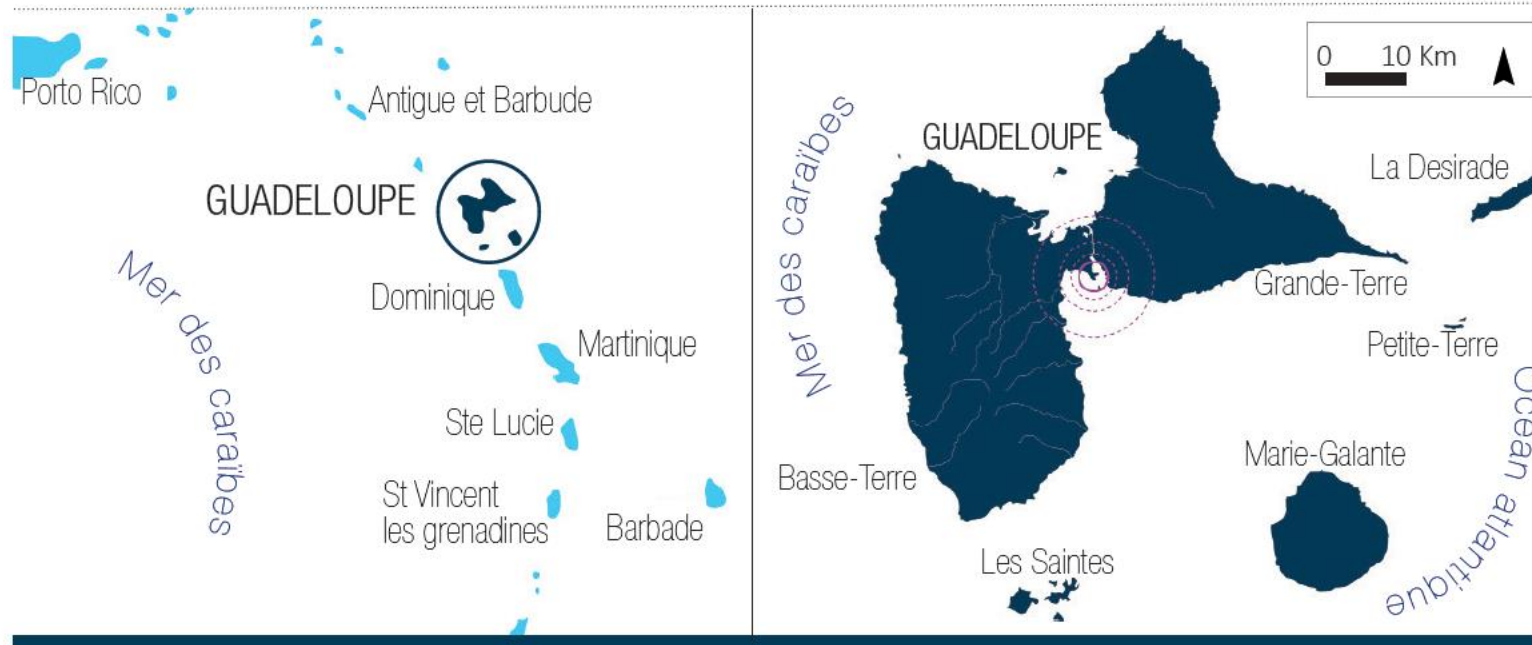 Porto Rico
Antigue et Barbude
GUADELOUPE
Mer des caraïbes
Dominique
Martinique
Ste Lucie
St Vincent
les grenadines
Barbade
0 10 Km
Mer des caraïbes
GUADELOUPE
La Desirade
Grande-Terre
Petite-Terre
Basse-Terre
Marie-Galante
Les Saintes
Ocean atlantique